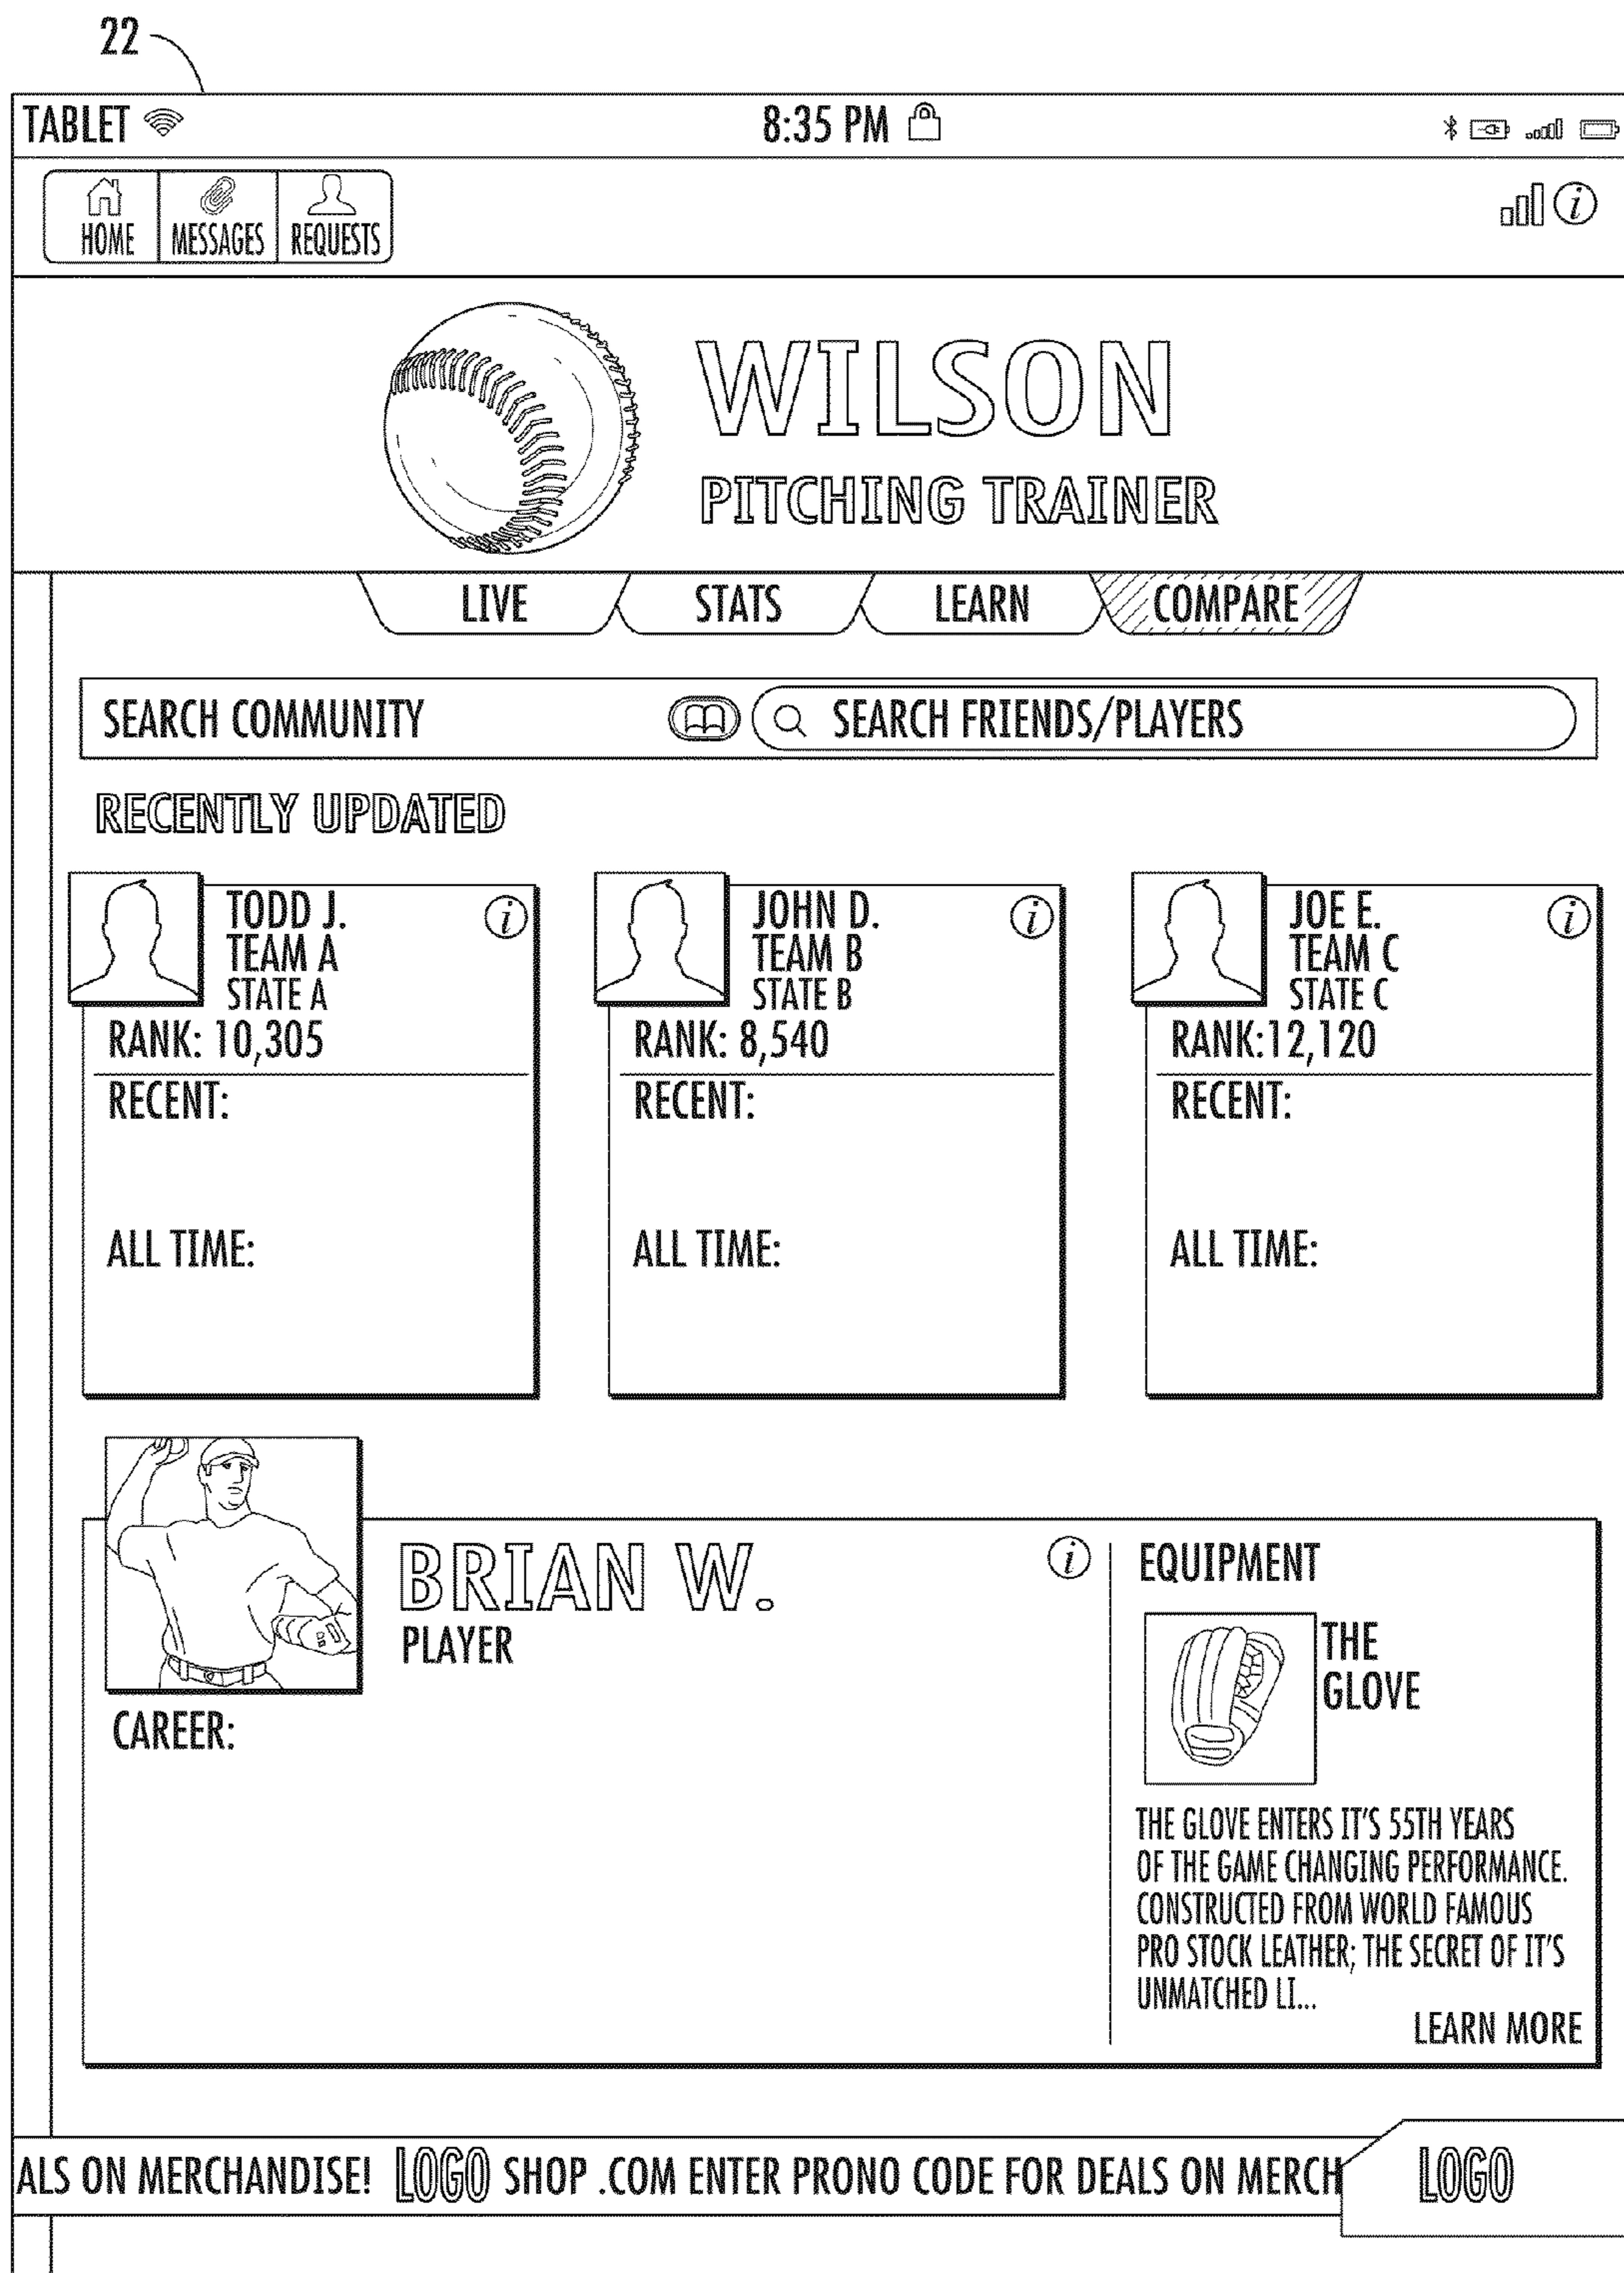 22
TABLET 8:35 PM
HOME MESSAGES REQUESTS
WILSON
PITCHING TRAINER
LIVE STATS LEARN COMPARE
SEARCH COMMUNITY SEARCH FRIENDS/PLAYERS
RECENTLY UPDATED
TODD J.
TEAM A
STATE A
RANK: 10,305
RECENT:
ALL TIME:
JOHN D.
TEAM B
STATE B
RANK: 8,540
RECENT:
ALL TIME:
JOE E.
TEAM C
STATE C
RANK:12,120
RECENT:
ALL TIME:
BRIAN W.
PLAYER
CAREER:
EQUIPMENT
THE
GLOVE
THE GLOVE ENTERS IT'S 55TH YEARS
OF THE GAME CHANGING PERFORMANCE.
CONSTRUCTED FROM WORLD FAMOUS
PRO STOCK LEATHER; THE SECRET OF IT'S
UNMATCHED LI...
LEARN MORE
ALS ON MERCHANDISE! LOGO SHOP .COM ENTER PRONO CODE FOR DEALS ON MERCH LOGO